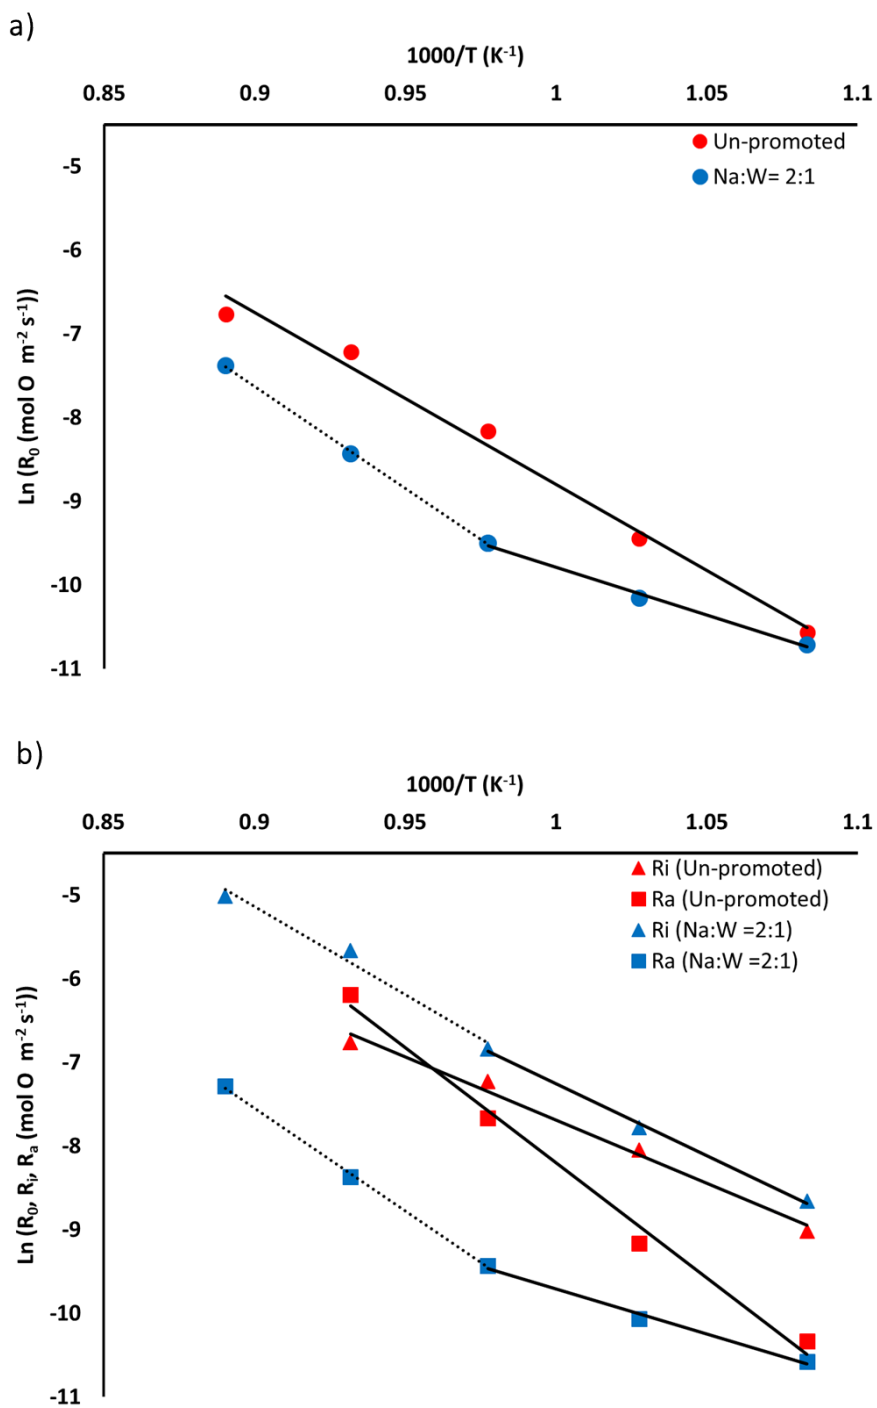 a)
1000/T (K⁻¹)
0.85 0.9 0.95 1 1.05 1.1
Un-promoted
Na:W= 2:1
-5
-6
-7
-8
-9
-10
-11
Ln (R₀ (mol O m⁻² s⁻¹))
b)
1000/T (K⁻¹)
0.85 0.9 0.95 1 1.05 1.1
Ri (Un-promoted)
Ra (Un-promoted)
Ri (Na:W =2:1)
Ra (Na:W =2:1)
-5
-6
-7
-8
-9
-10
-11
Ln (R₀, Rᵢ, Rₐ (mol O m⁻² s⁻¹))